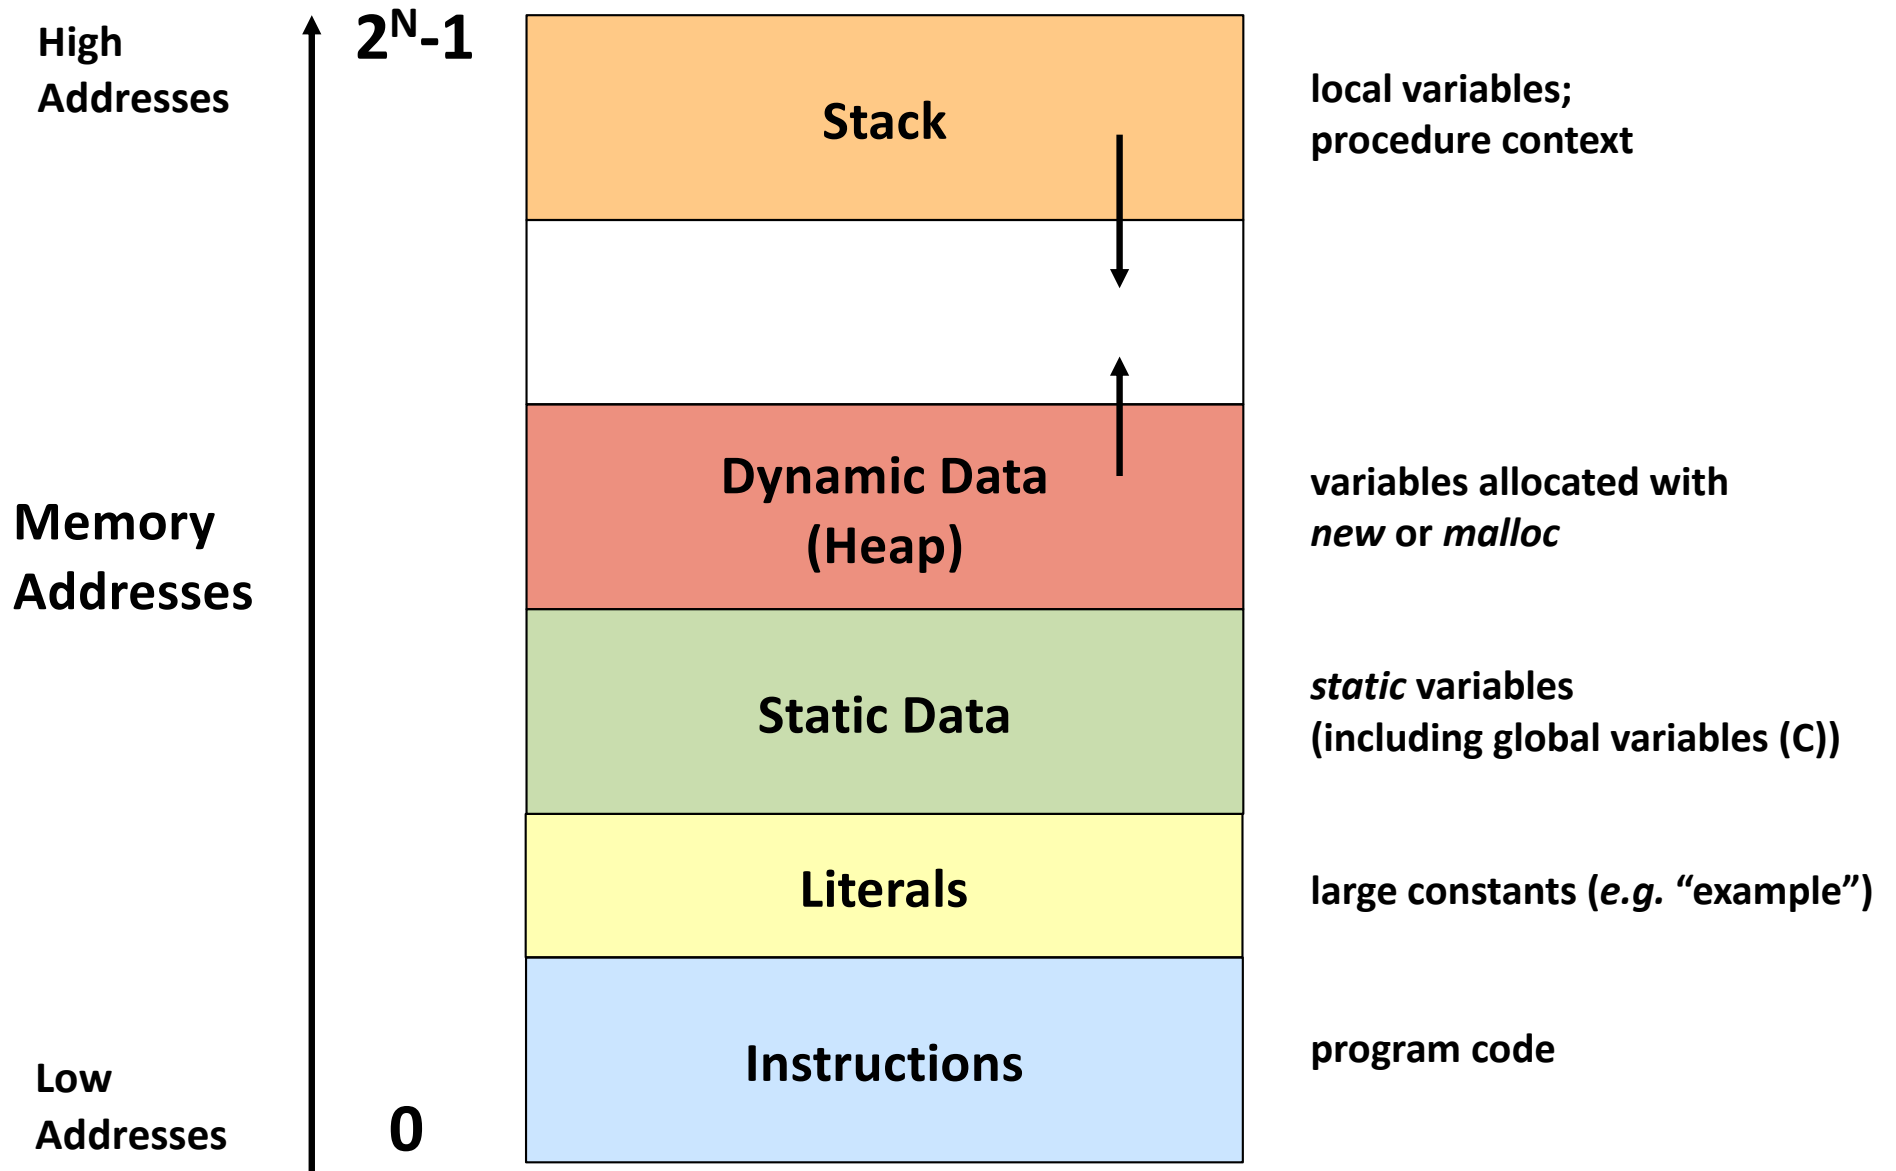 High
Addresses
2ᴺ-1
Stack
local variables;
procedure context
Dynamic Data
(Heap)
variables allocated with
new or malloc
Memory
Addresses
Static Data
static variables
(including global variables (C))
Literals
large constants (e.g. “example”)
Instructions
program code
Low
Addresses
0